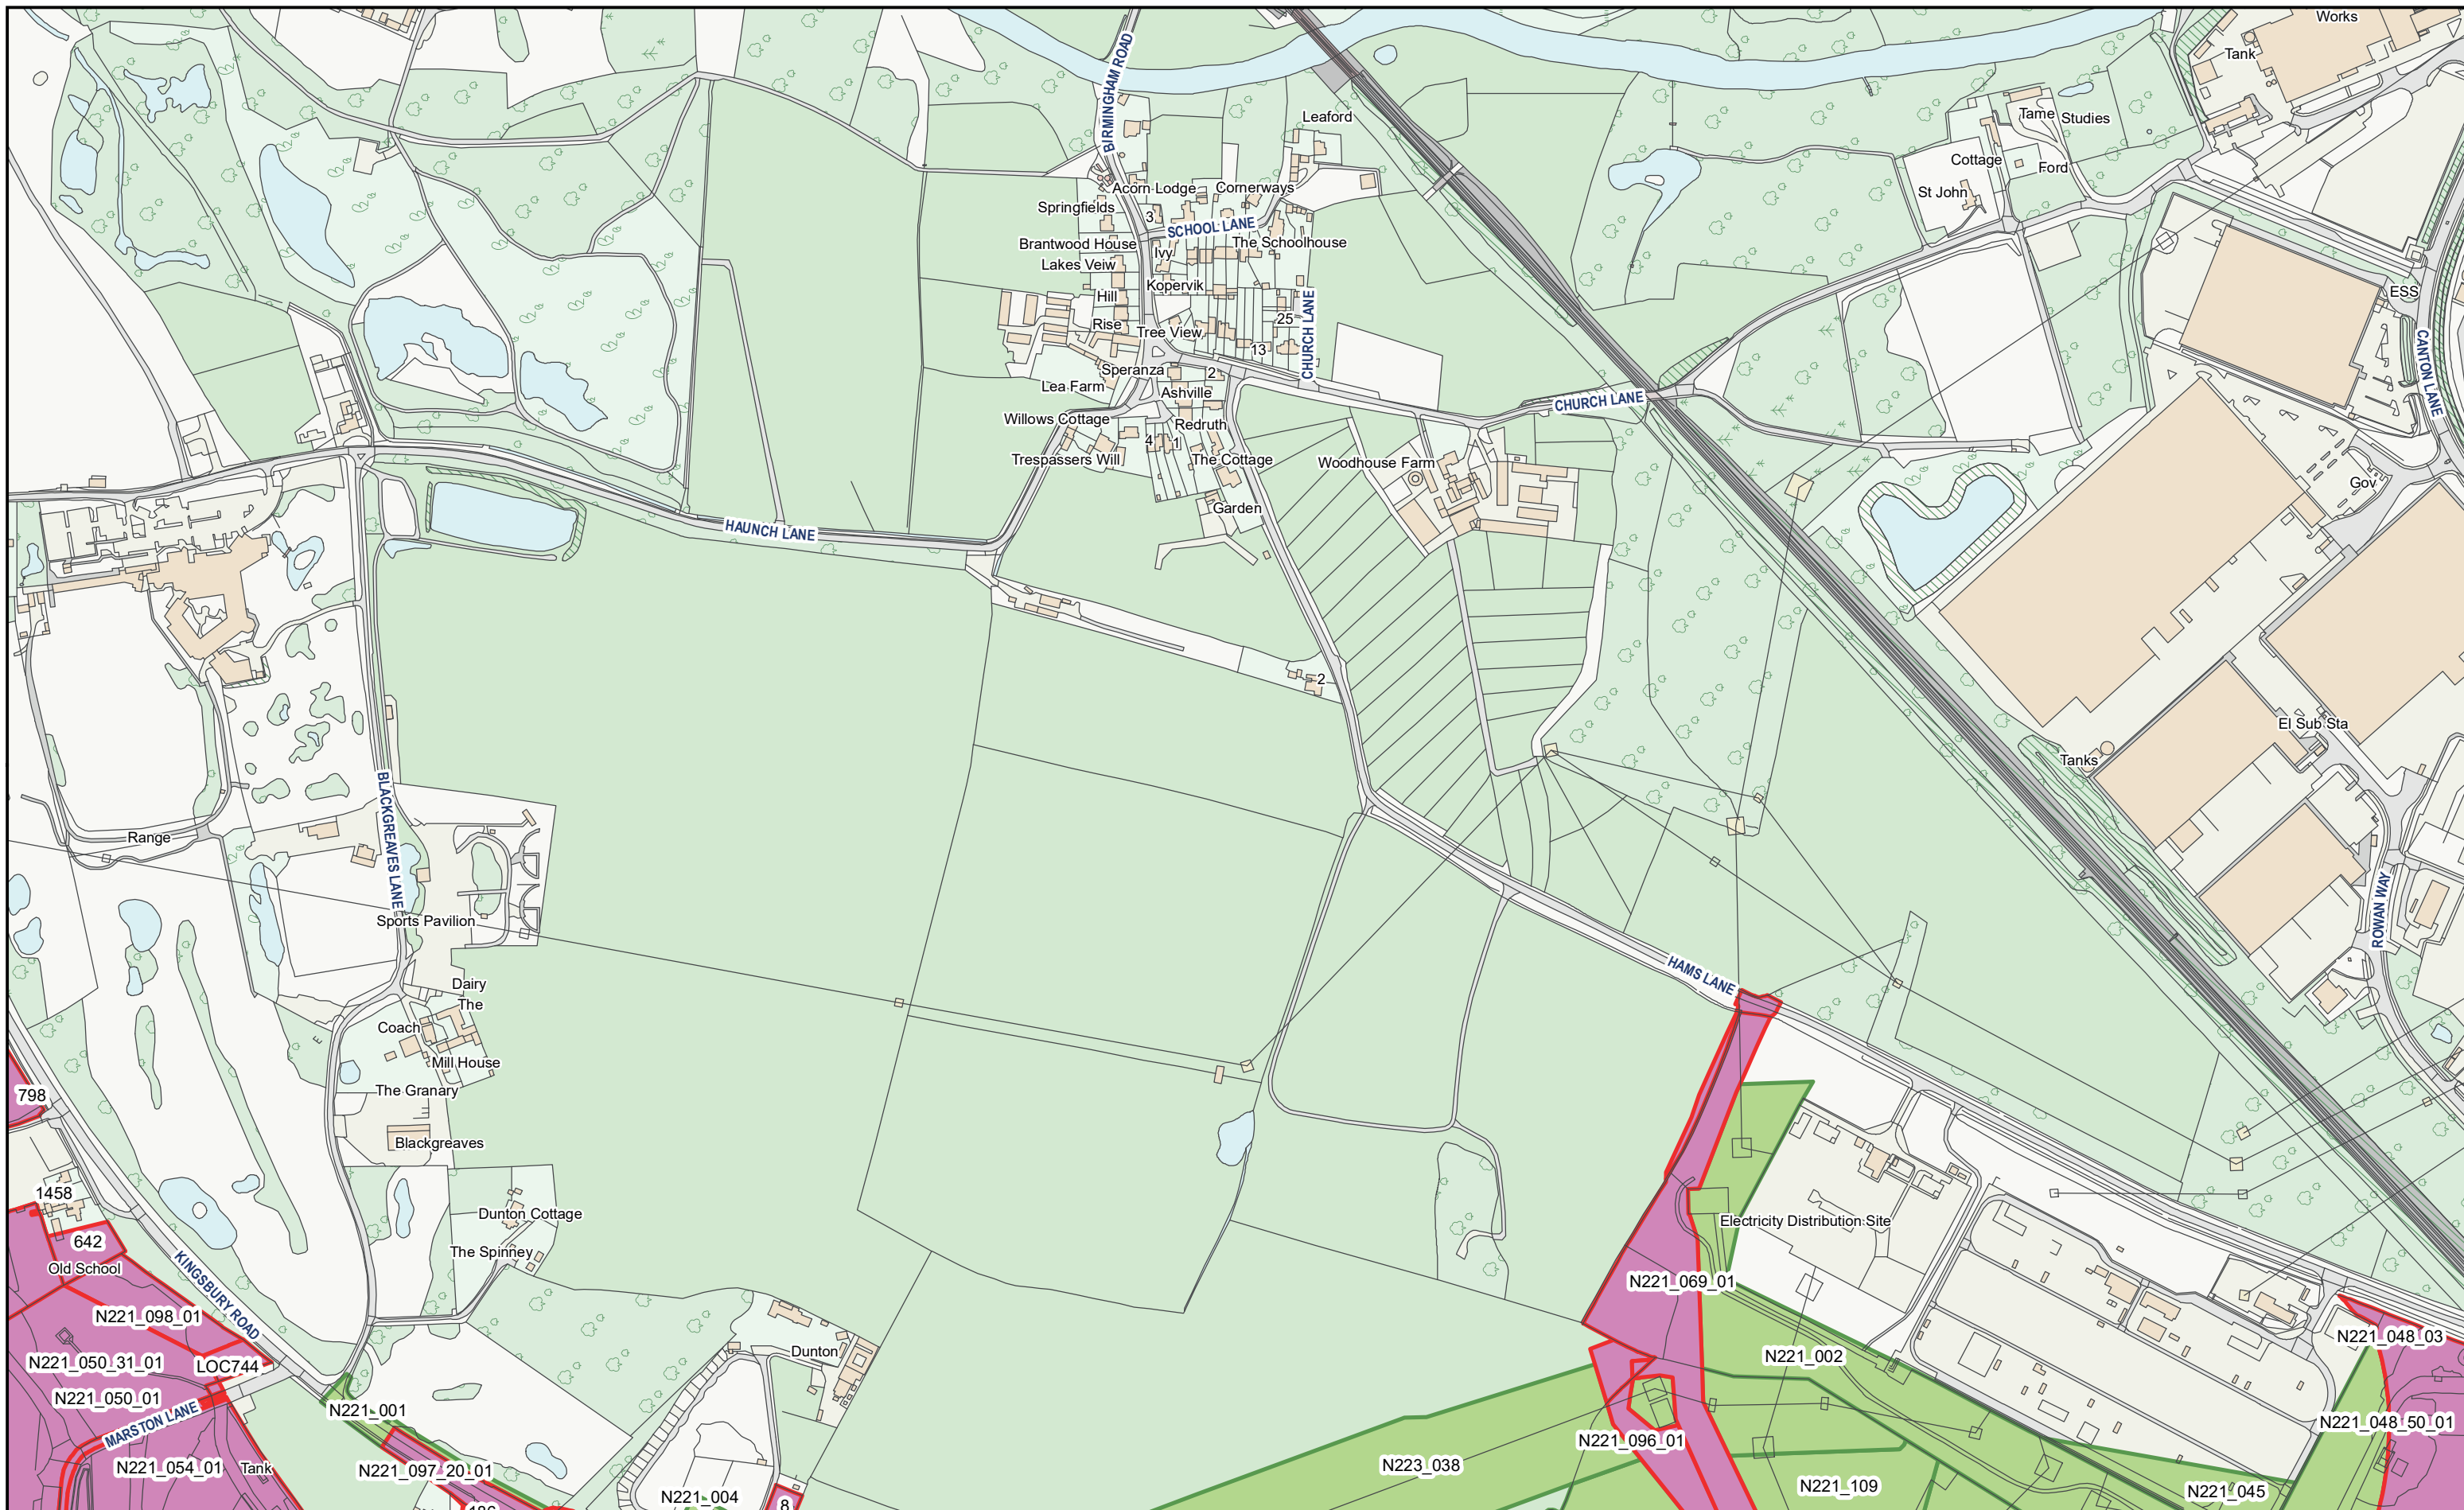 Works
Tank
BIRMINGHAM ROAD
Leaford
Tame
Studies
Cottage
Ford
St John
Acorn Lodge
Cornerways
Springfields
3
SCHOOL LANE
Brantwood House
Ivy
The Schoolhouse
Lakes Veiw
Kopervik
Hill
ESS
Rise
Tree View
25
CHURCH LANE
13
CANTON LANE
Speranza
2
Lea Farm
Ashville
CHURCH LANE
Willows Cottage
Redruth
4
1
Trespassers Will
The Cottage
Woodhouse Farm
Gov
Garden
HAUNCH LANE
2
El Sub Sta
Tanks
BLACKGREAVES LANE
Range
ROWAN WAY
Sports Pavilion
HAMS LANE
Dairy
The
Coach
Mill House
The Granary
798
Blackgreaves
1458
Dunton Cottage
Electricity Distribution Site
642
The Spinney
Old School
N221_069_01
KINGSBURY ROAD
N221_098_01
N221_048_03
Dunton
N221_002
N221_050_31_01
LOC744
N221_050_01
N221_001
N221_048_50_01
MARSTON LANE
N221_096_01
N221_054_01
Tank
N221_097_20_01
N223_038
N221_109
N221_045
N221_004
8
186